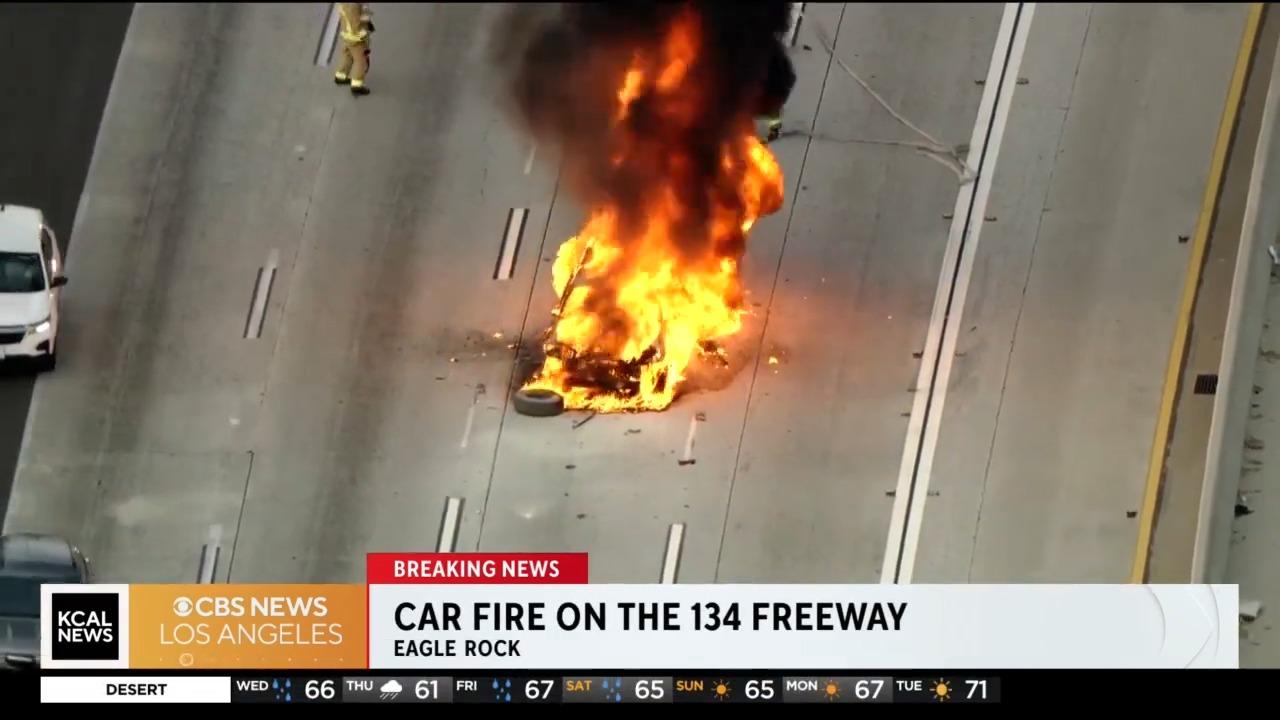 BREAKING NEWS
KCAL
NEWS
CBS NEWS
LOS ANGELES
CAR FIRE ON THE 134 FREEWAY
EAGLE ROCK
DESERT WED 66 THU 61 FRI 67 SAT 65 SUN 65 MON 67 TUE 71